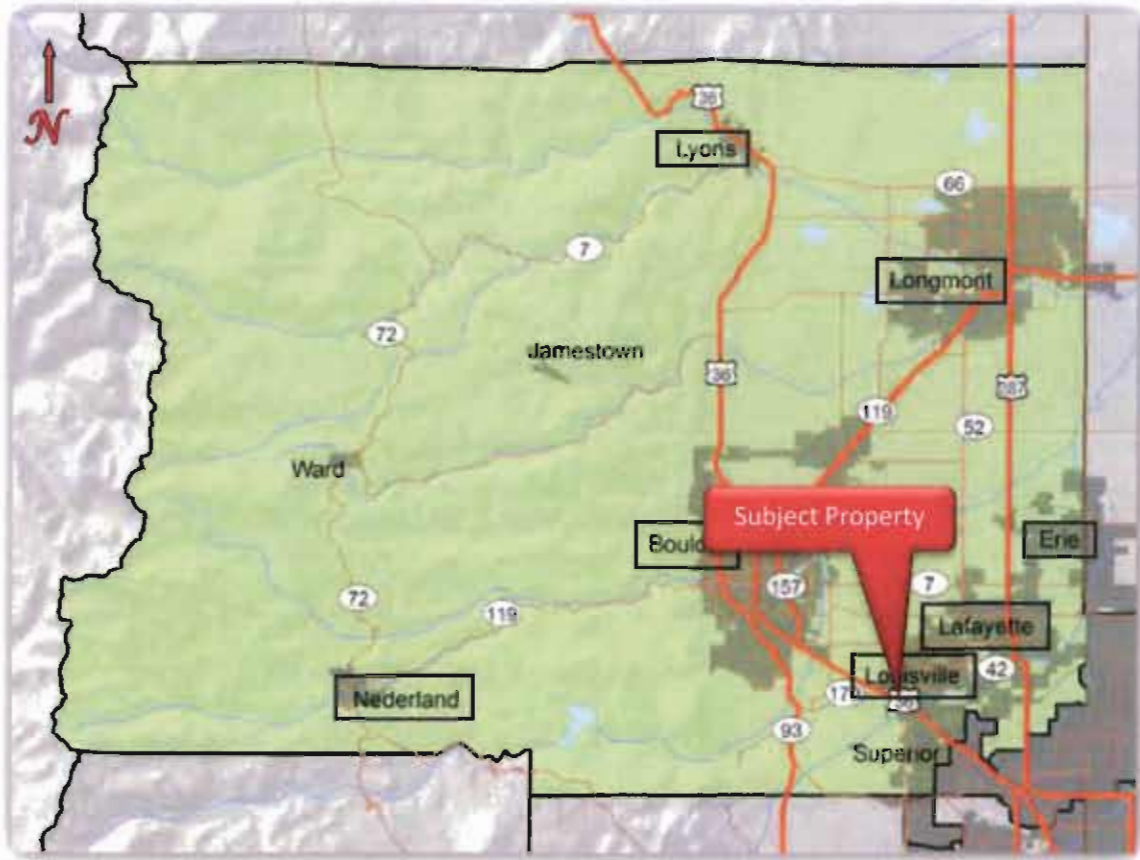 N
36
Lyons
66
7
Longmont
72
Jamestown
36
287
119
52
Ward
Subject Property
Erie
157
7
72
119
Lafayette
Louisville
42
Nederland
36
93
Superior